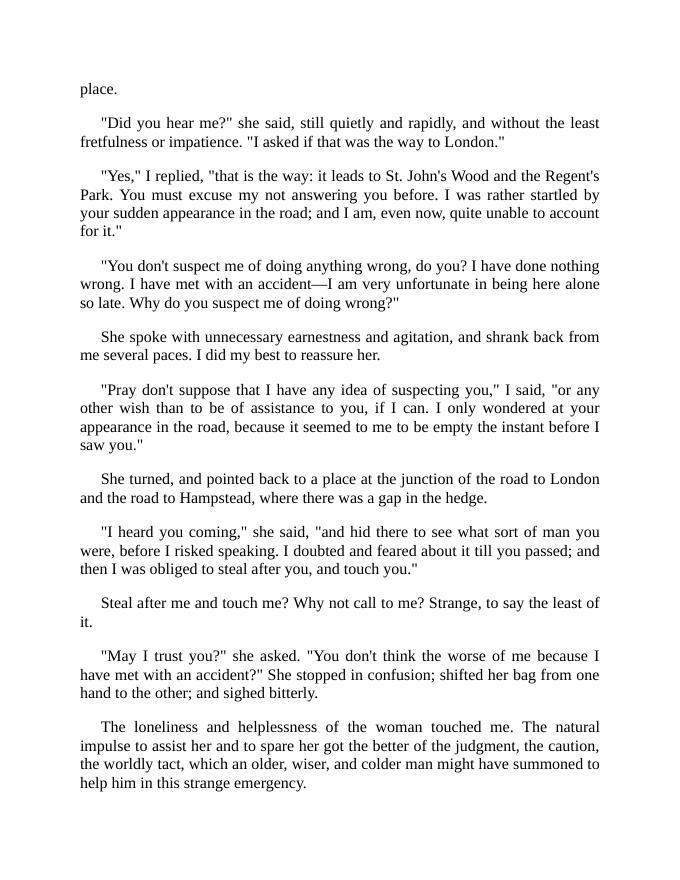 place.
"Did you hear me?" she said, still quietly and rapidly, and without the least
fretfulness or impatience. "I asked if that was the way to London."
"Yes," I replied, "that is the way: it leads to St. John's Wood and the Regent's
Park. You must excuse my not answering you before. I was rather startled by
your sudden appearance in the road; and I am, even now, quite unable to account
for it."
"You don't suspect me of doing anything wrong, do you? I have done nothing
wrong. I have met with an accident—I am very unfortunate in being here alone
so late. Why do you suspect me of doing wrong?"
She spoke with unnecessary earnestness and agitation, and shrank back from
me several paces. I did my best to reassure her.
"Pray don't suppose that I have any idea of suspecting you," I said, "or any
other wish than to be of assistance to you, if I can. I only wondered at your
appearance in the road, because it seemed to me to be empty the instant before I
saw you."
She turned, and pointed back to a place at the junction of the road to London
and the road to Hampstead, where there was a gap in the hedge.
"I heard you coming," she said, "and hid there to see what sort of man you
were, before I risked speaking. I doubted and feared about it till you passed; and
then I was obliged to steal after you, and touch you."
Steal after me and touch me? Why not call to me? Strange, to say the least of
it.
"May I trust you?" she asked. "You don't think the worse of me because I
have met with an accident?" She stopped in confusion; shifted her bag from one
hand to the other; and sighed bitterly.
The loneliness and helplessness of the woman touched me. The natural
impulse to assist her and to spare her got the better of the judgment, the caution,
the worldly tact, which an older, wiser, and colder man might have summoned to
help him in this strange emergency.